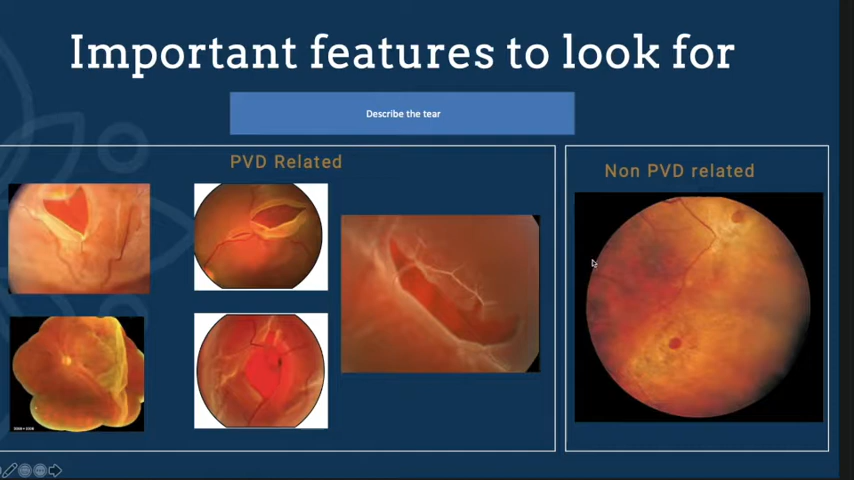 Important features to look for
Describe the tear
PVD Related
Non PVD related